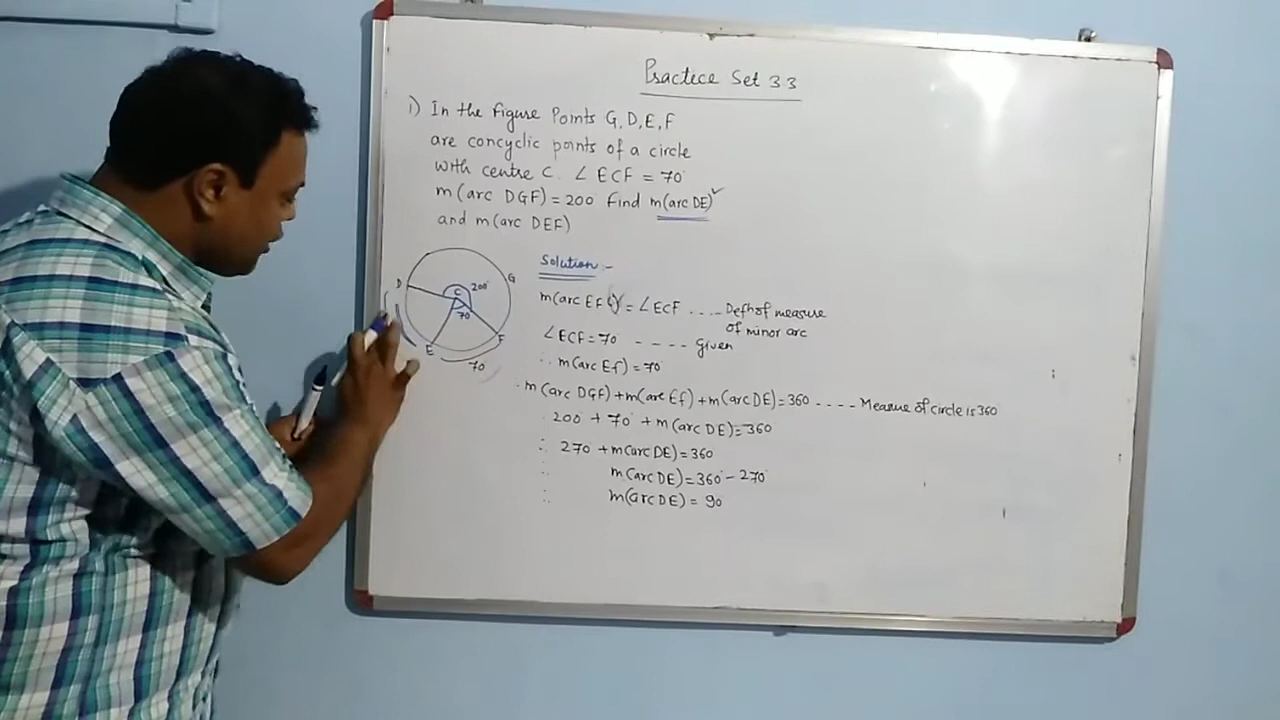 Practice Set 3.3
i) In the figure Points G, D, E, F
are concyclic points of a circle
with centre C. ∠ ECF = 70°
m(arc DGF) = 200° Find m(arc DE) ✓
and m(arc DEF)
Solution :-
D
G
C
200°
70°
E
F
70
m(arc EF) = ∠ECF .... Defn of measure
of minor arc
∠ECF = 70° ---- given
∴ m(arc Ef) = 70°
m(arc DGF) + m(arc Ef) + m(arc DE) = 360 ---- Measure of circle is 360°
200° + 70° + m(arc DE) = 360
∴ 270 + m(arc DE) = 360
∴ m(arc DE) = 360° - 270°
∴ m(arc DE) = 90